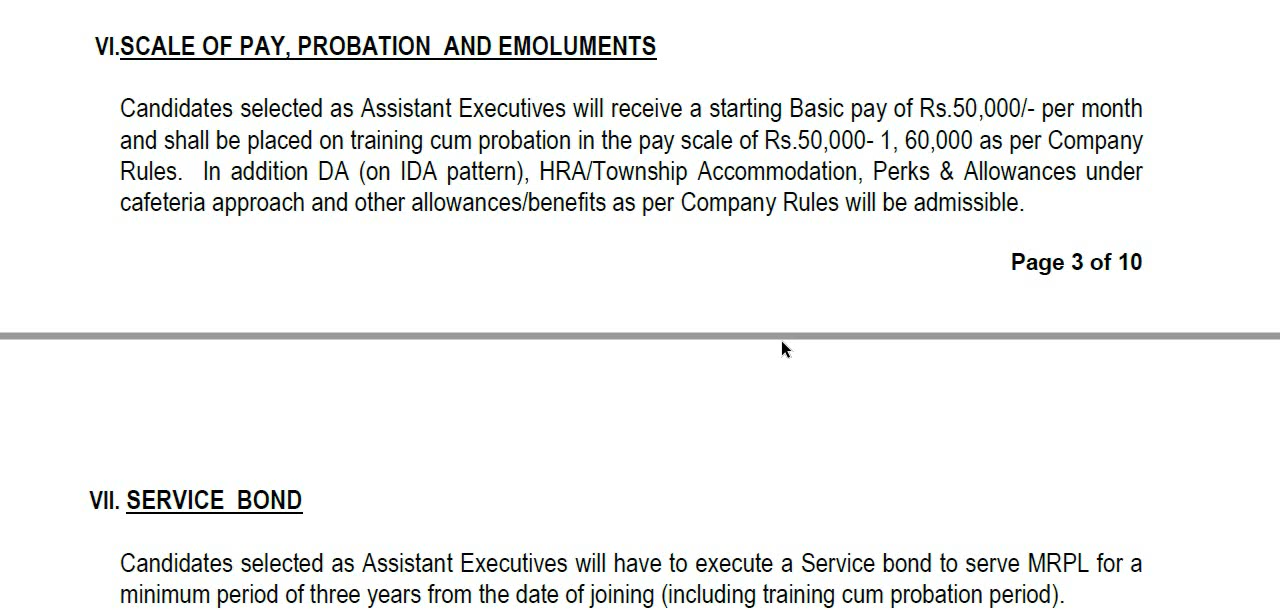 VI.SCALE OF PAY, PROBATION AND EMOLUMENTS
Candidates selected as Assistant Executives will receive a starting Basic pay of Rs.50,000/- per month
and shall be placed on training cum probation in the pay scale of Rs.50,000- 1, 60,000 as per Company
Rules. In addition DA (on IDA pattern), HRA/Township Accommodation, Perks & Allowances under
cafeteria approach and other allowances/benefits as per Company Rules will be admissible.
Page 3 of 10
VII. SERVICE BOND
Candidates selected as Assistant Executives will have to execute a Service bond to serve MRPL for a
minimum period of three years from the date of joining (including training cum probation period).